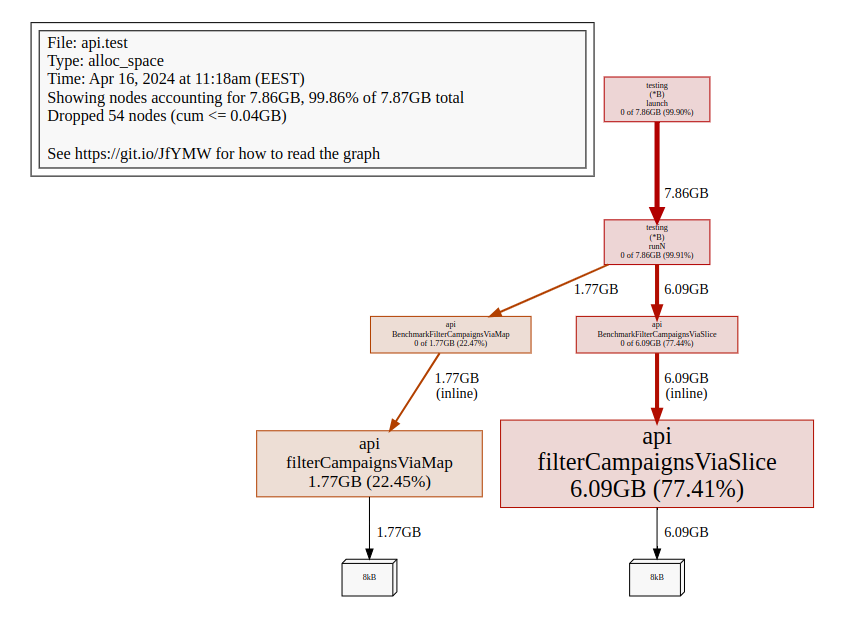 File: api.test
Type: alloc_space
Time: Apr 16, 2024 at 11:18am (EEST)
Showing nodes accounting for 7.86GB, 99.86% of 7.87GB total
Dropped 54 nodes (cum <= 0.04GB)
See https://git.io/JfYMW for how to read the graph
testing
(*B)
launch
0 of 7.86GB (99.90%)
7.86GB
testing
(*B)
runN
0 of 7.86GB (99.91%)
1.77GB
6.09GB
api
BenchmarkFilterCampaignsViaMap
0 of 1.77GB (22.47%)
api
BenchmarkFilterCampaignsViaSlice
0 of 6.09GB (77.44%)
1.77GB
(inline)
6.09GB
(inline)
api
filterCampaignsViaMap
1.77GB (22.45%)
api
filterCampaignsViaSlice
6.09GB (77.41%)
1.77GB
6.09GB
8kB
8kB